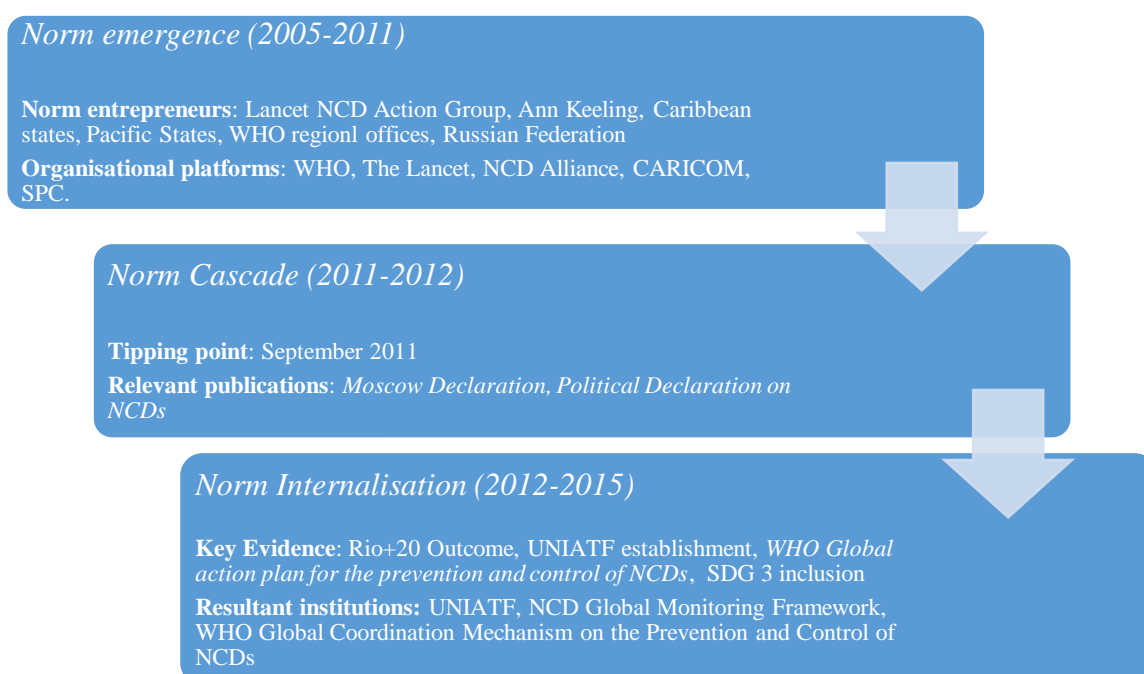 Norm emergence (2005-2011)
Norm entrepreneurs: Lancet NCD Action Group, Ann Keeling, Caribbean
states, Pacific States, WHO regionl offices, Russian Federation
Organisational platforms: WHO, The Lancet, NCD Alliance, CARICOM,
SPC.
Norm Cascade (2011-2012)
Tipping point: September 2011
Relevant publications: Moscow Declaration, Political Declaration on
NCDs
Norm Internalisation (2012-2015)
Key Evidence: Rio+20 Outcome, UNIATF establishment, WHO Global
action plan for the prevention and control of NCDs, SDG 3 inclusion
Resultant institutions: UNIATF, NCD Global Monitoring Framework,
WHO Global Coordination Mechanism on the Prevention and Control of
NCDs